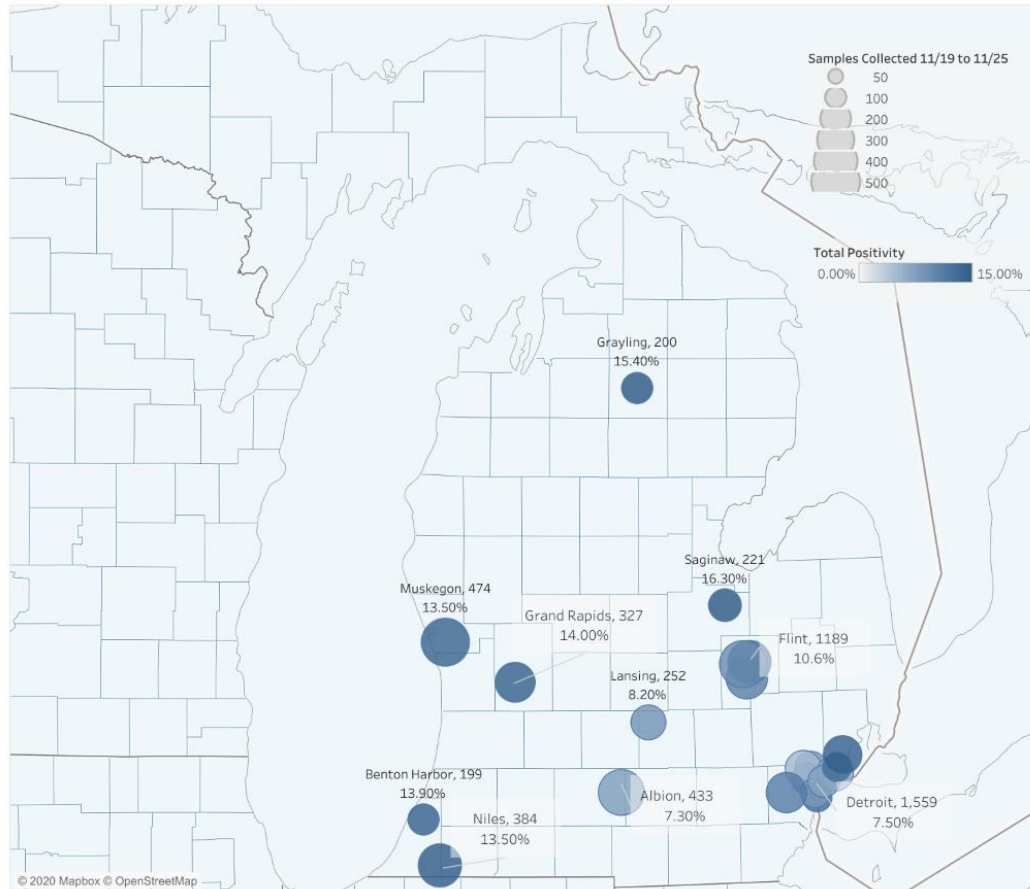 Samples Collected 11/19 to 11/25
50
100
200
300
400
500
Total Positivity
0.00%
15.00%
Grayling, 200
15.40%
Saginaw, 221
16.30%
Muskegon, 474
13.50%
Grand Rapids, 327
14.00%
Flint, 1189
10.6%
Lansing, 252
8.20%
Benton Harbor, 199
13.90%
Albion, 433
7.30%
Detroit, 1,559
7.50%
Niles, 384
13.50%
© 2020 Mapbox © OpenStreetMap